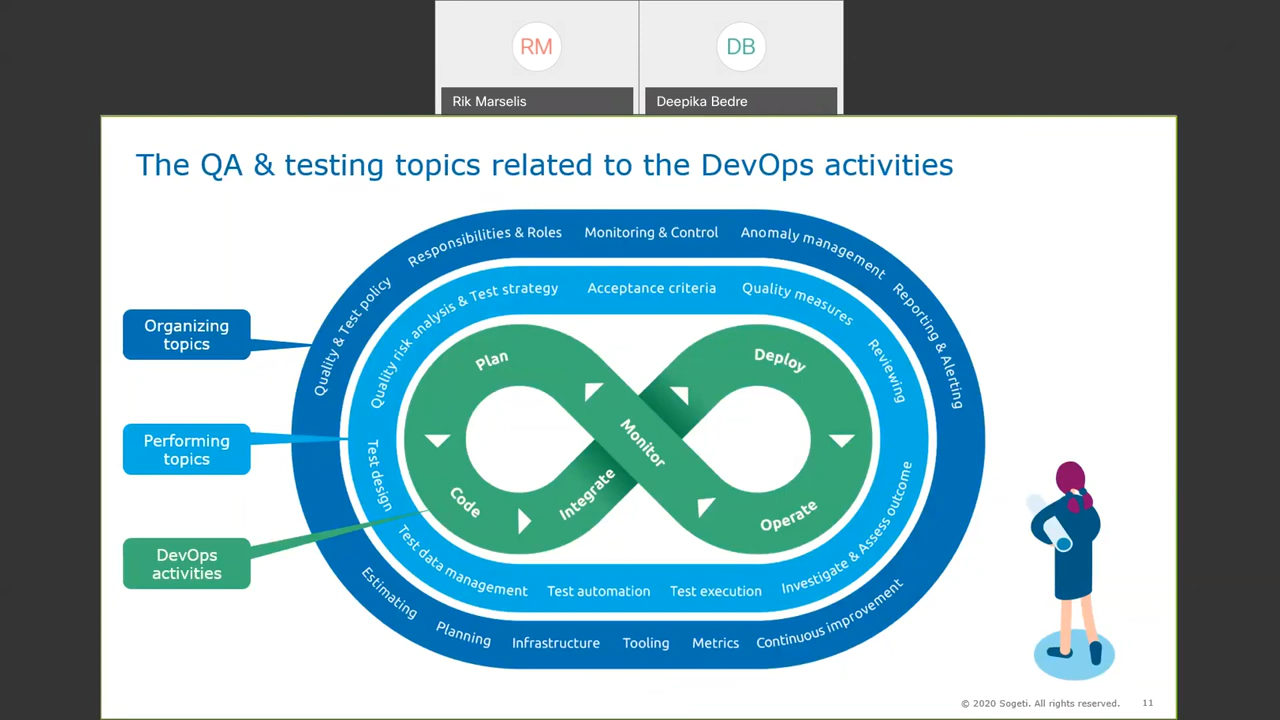 RM
DB
Rik Marselis
Deepika Bedre
The QA & testing topics related to the DevOps activities
Organizing
topics
Performing
topics
DevOps
activities
Quality & Test policy
Responsibilities & Roles
Monitoring & Control
Anomaly management
Reporting & Alerting
Quality risk analysis & Test strategy
Acceptance criteria
Quality measures
Reviewing
Plan
Deploy
Monitor
Code
Integrate
Operate
Test design
Test data management
Test automation
Test execution
Investigate & Assess outcome
Estimating
Planning
Infrastructure
Tooling
Metrics
Continuous improvement
© 2020 Sogeti. All rights reserved.
11